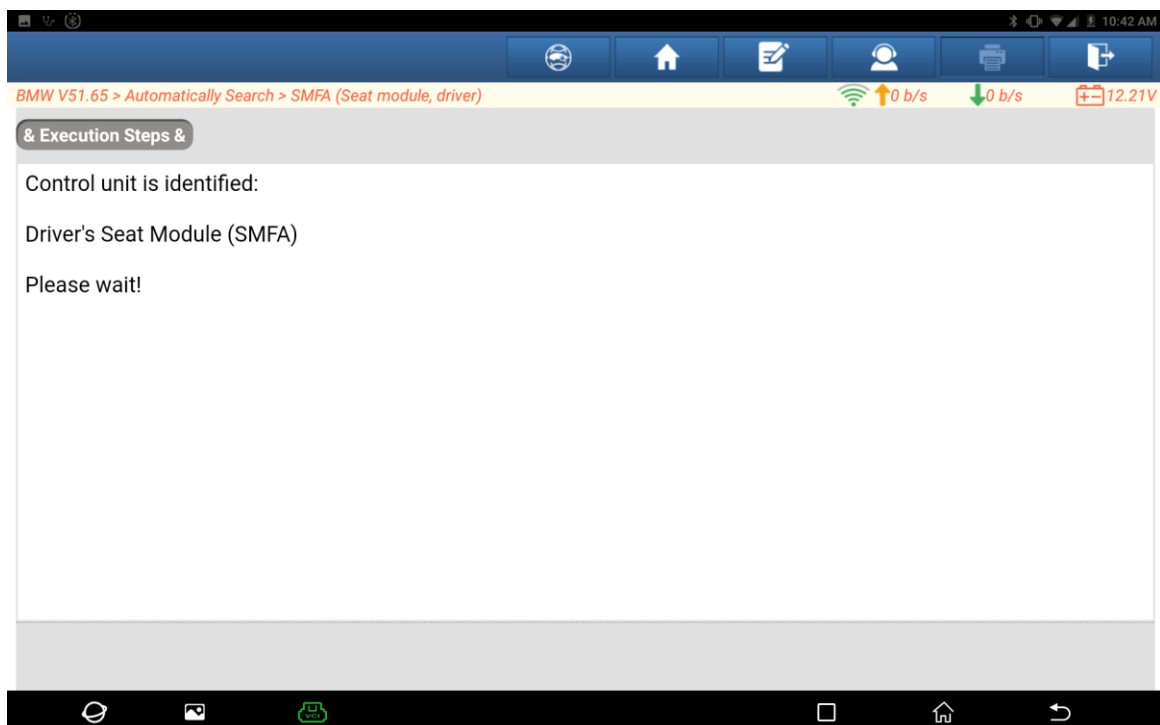 10:42 AM
BMW V51.65 > Automatically Search > SMFA (Seat module, driver)
0 b/s
0 b/s
12.21V
& Execution Steps &
Control unit is identified:
Driver's Seat Module (SMFA)
Please wait!
VCI